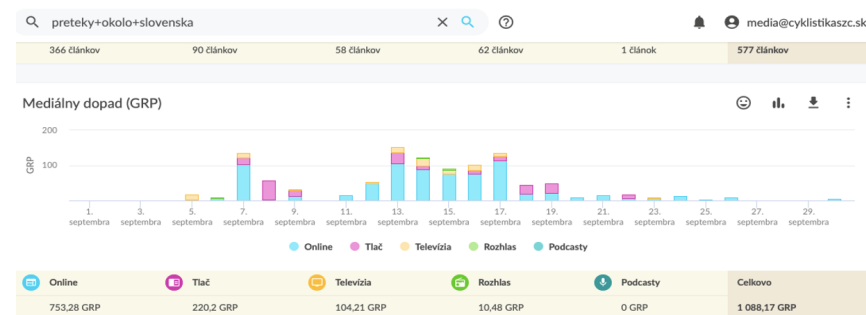 preteky+okolo+slovenska
media@cyklistikaszc.sk
366 článkov 90 článkov 58 článkov 62 článkov 1 článok 577 článkov
Mediálny dopad (GRP)
200
GRP
100
1. 3. 5. 7. 9. 11. 13. 15. 17. 19. 21. 23. 25. 27. 29.
septembra septembra septembra septembra septembra septembra septembra septembra septembra septembra septembra septembra septembra septembra septembra
Online Tlač Televízia Rozhlas Podcasty
Online Tlač Televízia Rozhlas Podcasty Celkovo
753,28 GRP 220,2 GRP 104,21 GRP 10,48 GRP 0 GRP 1 088,17 GRP